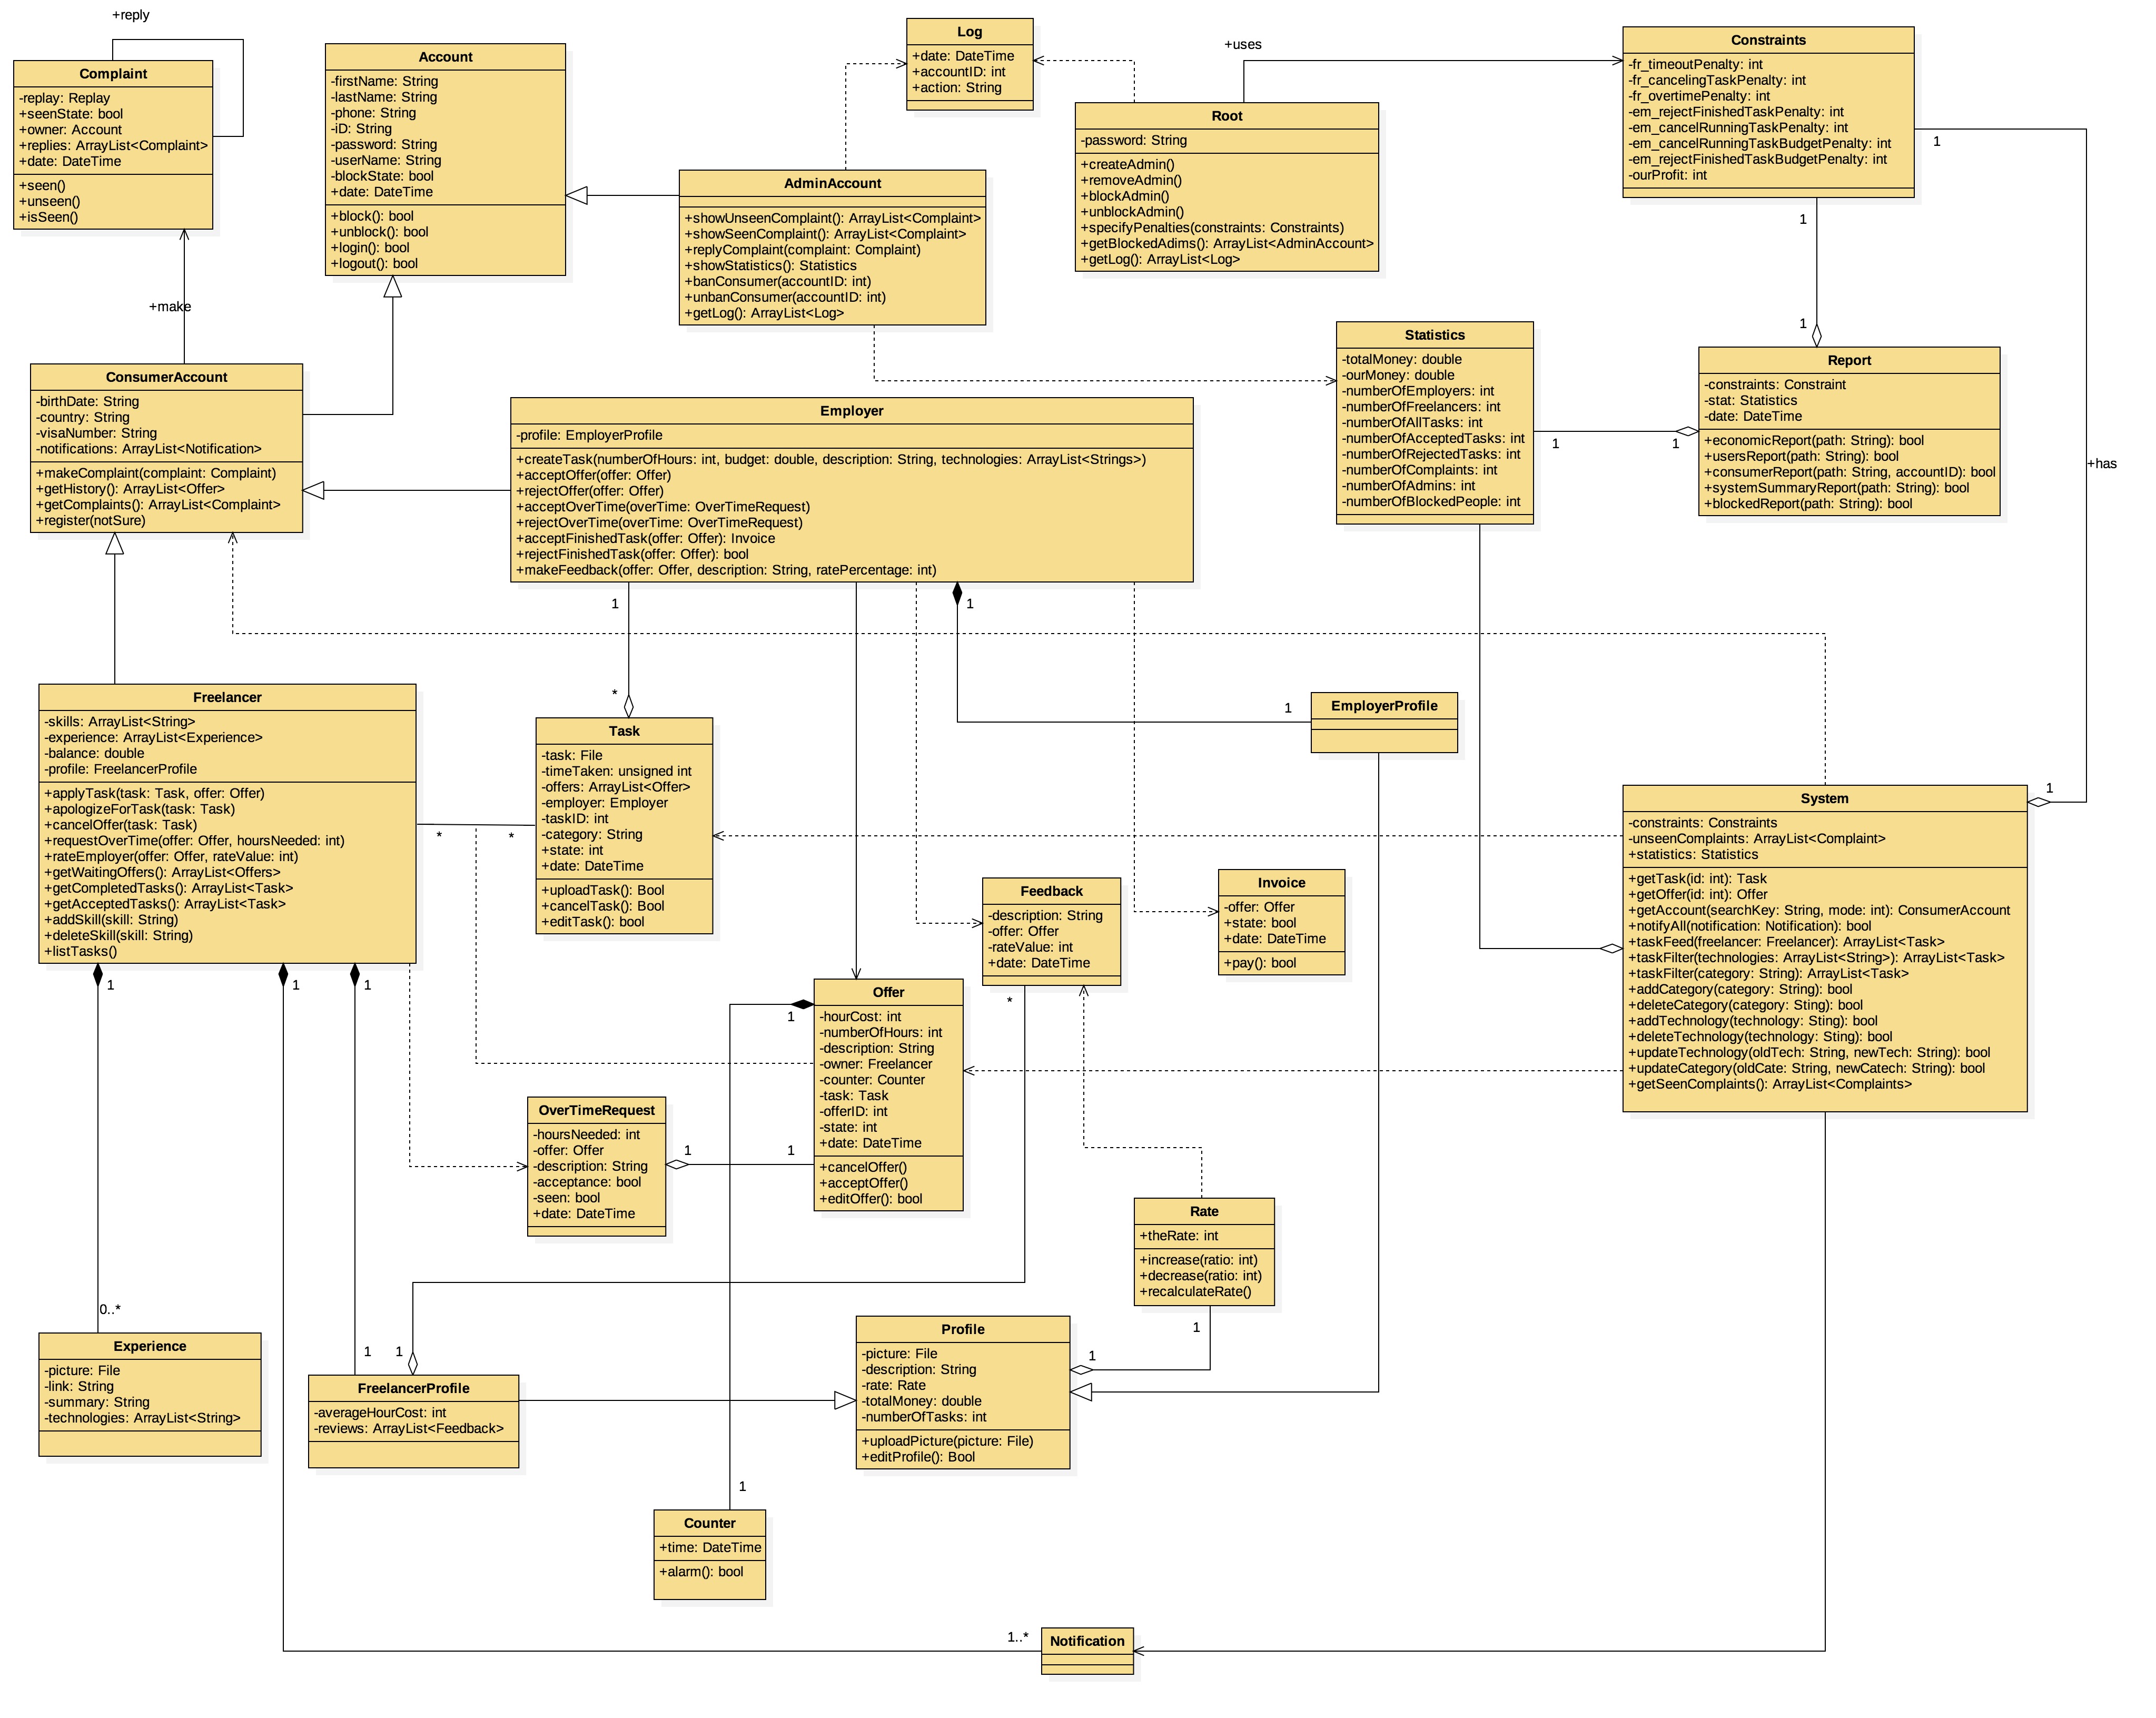 +reply
Complaint
-replay: Replay
+seenState: bool
+owner: Account
+replies: ArrayList<Complaint>
+date: DateTime
+seen()
+unseen()
+isSeen()
Account
-firstName: String
-lastName: String
-phone: String
-iD: String
-password: String
-userName: String
-blockState: bool
+date: DateTime
+block(): bool
+unblock(): bool
+login(): bool
+logout(): bool
Log
+date: DateTime
+accountID: int
+action: String
+uses
Root
-password: String
+createAdmin()
+removeAdmin()
+blockAdmin()
+unblockAdmin()
+specifyPenalties(constraints: Constraints)
+getBlockedAdims(): ArrayList<AdminAccount>
+getLog(): ArrayList<Log>
Constraints
-fr_timeoutPenalty: int
-fr_cancelingTaskPenalty: int
-fr_overtimePenalty: int
-em_rejectFinishedTaskPenalty: int
-em_cancelRunningTaskPenalty: int
-em_cancelRunningTaskBudgetPenalty: int
-em_rejectFinishedTaskBudgetPenalty: int
-ourProfit: int
1
1
1
+has
AdminAccount
+showUnseenComplaint(): ArrayList<Complaint>
+showSeenComplaint(): ArrayList<Complaint>
+replyComplaint(complaint: Complaint)
+showStatistics(): Statistics
+banConsumer(accountID: int)
+unbanConsumer(accountID: int)
+getLog(): ArrayList<Log>
+make
ConsumerAccount
-birthDate: String
-country: String
-visaNumber: String
-notifications: ArrayList<Notification>
+makeComplaint(complaint: Complaint)
+getHistory(): ArrayList<Offer>
+getComplaints(): ArrayList<Complaint>
+register(notSure)
Statistics
-totalMoney: double
-ourMoney: double
-numberOfEmployers: int
-numberOfFreelancers: int
-numberOfAllTasks: int
-numberOfAcceptedTasks: int
-numberOfRejectedTasks: int
-numberOfComplaints: int
-numberOfAdmins: int
-numberOfBlockedPeople: int
1
1
Report
-constraints: Constraint
-stat: Statistics
-date: DateTime
+economicReport(path: String): bool
+usersReport(path: String): bool
+consumerReport(path: String, accountID): bool
+systemSummaryReport(path: String): bool
+blockedReport(path: String): bool
Employer
-profile: EmployerProfile
+createTask(numberOfHours: int, budget: double, description: String, technologies: ArrayList<Strings>)
+acceptOffer(offer: Offer)
+rejectOffer(offer: Offer)
+acceptOverTime(overTime: OverTimeRequest)
+rejectOverTime(overTime: OverTimeRequest)
+acceptFinishedTask(offer: Offer): Invoice
+rejectFinishedTask(offer: Offer): bool
+makeFeedback(offer: Offer, description: String, ratePercentage: int)
1
1
*
1
Freelancer
-skills: ArrayList<String>
-experience: ArrayList<Experience>
-balance: double
-profile: FreelancerProfile
+applyTask(task: Task, offer: Offer)
+apologizeForTask(task: Task)
+cancelOffer(task: Task)
+requestOverTime(offer: Offer, hoursNeeded: int)
+rateEmployer(offer: Offer, rateValue: int)
+getWaitingOffers(): ArrayList<Offers>
+getCompletedTasks(): ArrayList<Task>
+getAcceptedTasks(): ArrayList<Task>
+addSkill(skill: String)
+deleteSkill(skill: String)
+listTasks()
*
*
Task
-task: File
-timeTaken: unsigned int
-offers: ArrayList<Offer>
-employer: Employer
-taskID: int
-category: String
+state: int
+date: DateTime
+uploadTask(): Bool
+cancelTask(): Bool
+editTask(): bool
EmployerProfile
System
-constraints: Constraints
-unseenComplaints: ArrayList<Complaint>
+statistics: Statistics
+getTask(id: int): Task
+getOffer(id: int): Offer
+getAccount(searchKey: String, mode: int): ConsumerAccount
+notifyAll(notification: Notification): bool
+taskFeed(freelancer: Freelancer): ArrayList<Task>
+taskFilter(technologies: ArrayList<String>): ArrayList<Task>
+taskFilter(category: String): ArrayList<Task>
+addCategory(category: String): bool
+deleteCategory(category: Sting): bool
+addTechnology(technology: Sting): bool
+deleteTechnology(technology: Sting): bool
+updateTechnology(oldTech: String, newTech: String): bool
+updateCategory(oldCate: String, newCatech: String): bool
+getSeenComplaints(): ArrayList<Complaints>
1
Feedback
-description: String
-offer: Offer
-rateValue: int
+date: DateTime
*
Invoice
-offer: Offer
+state: bool
+date: DateTime
+pay(): bool
1
1
1
Offer
-hourCost: int
-numberOfHours: int
-description: String
-owner: Freelancer
-counter: Counter
-task: Task
-offerID: int
-state: int
+date: DateTime
+cancelOffer()
+acceptOffer()
+editOffer(): bool
1
OverTimeRequest
-hoursNeeded: int
-offer: Offer
-description: String
-acceptance: bool
-seen: bool
+date: DateTime
1
1
Rate
+theRate: int
+increase(ratio: int)
+decrease(ratio: int)
+recalculateRate()
1
1
0..*
Experience
-picture: File
-link: String
-summary: String
-technologies: ArrayList<String>
1
1
FreelancerProfile
-averageHourCost: int
-reviews: ArrayList<Feedback>
Profile
-picture: File
-description: String
-rate: Rate
-totalMoney: double
-numberOfTasks: int
+uploadPicture(picture: File)
+editProfile(): Bool
1
Counter
+time: DateTime
+alarm(): bool
1..*
Notification